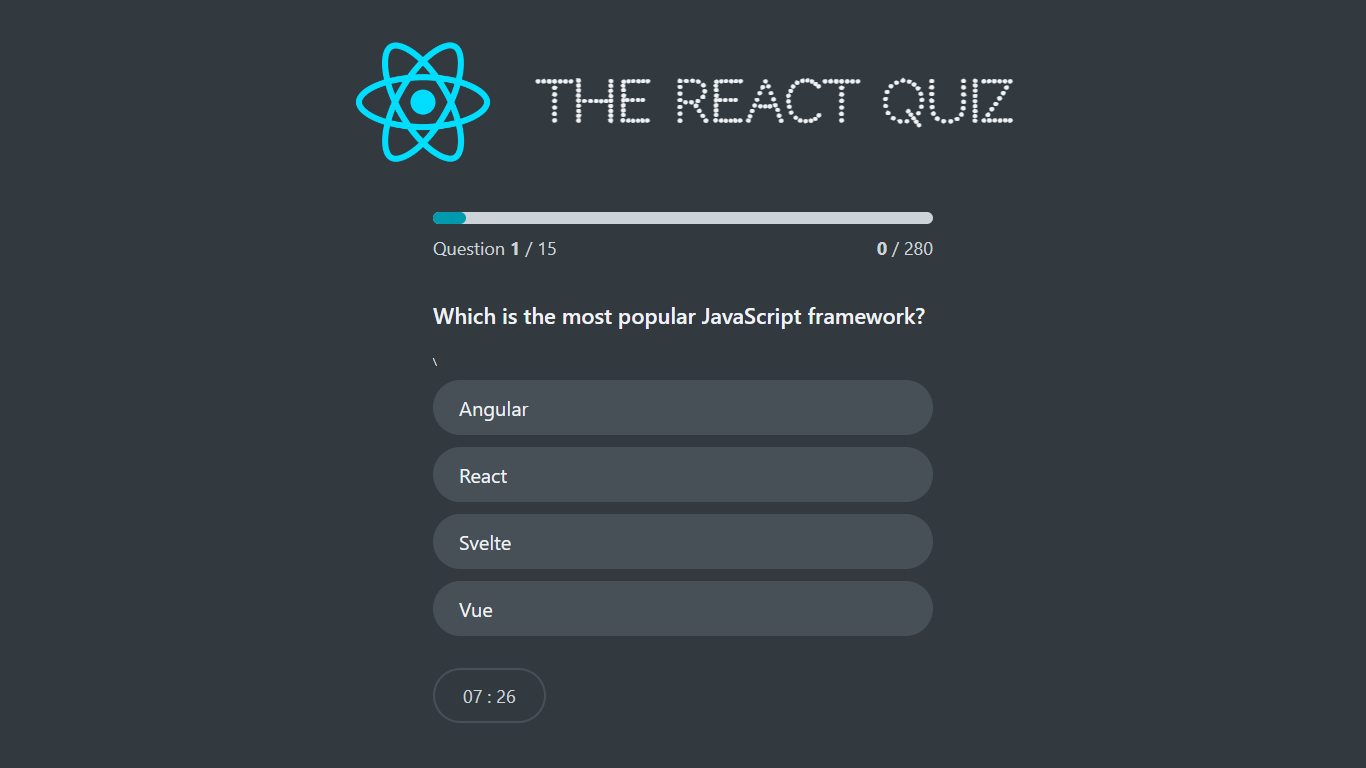 THE REACT QUIZ
Question 1 / 15
0 / 280
Which is the most popular JavaScript framework?
\
Angular
React
Svelte
Vue
07 : 26